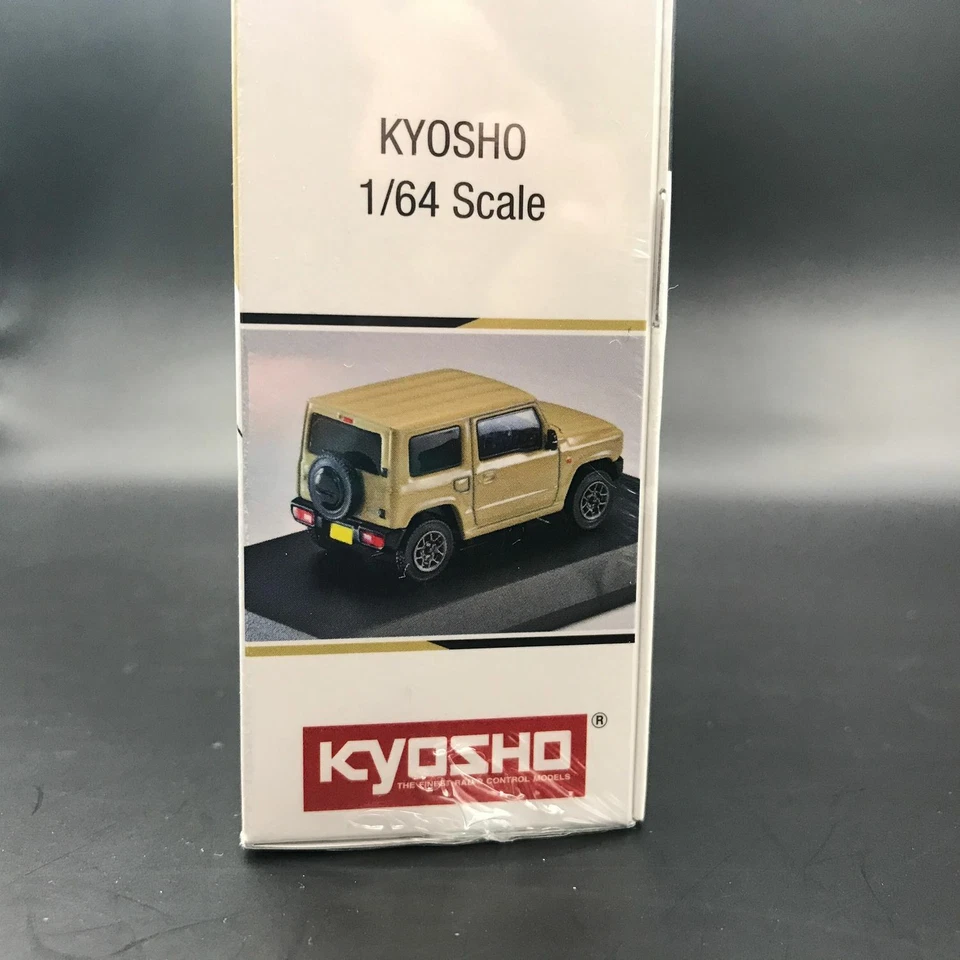 KYOSHO
1/64 Scale
KYOSHO
®
THE FINEST RADIO CONTROL MODELS